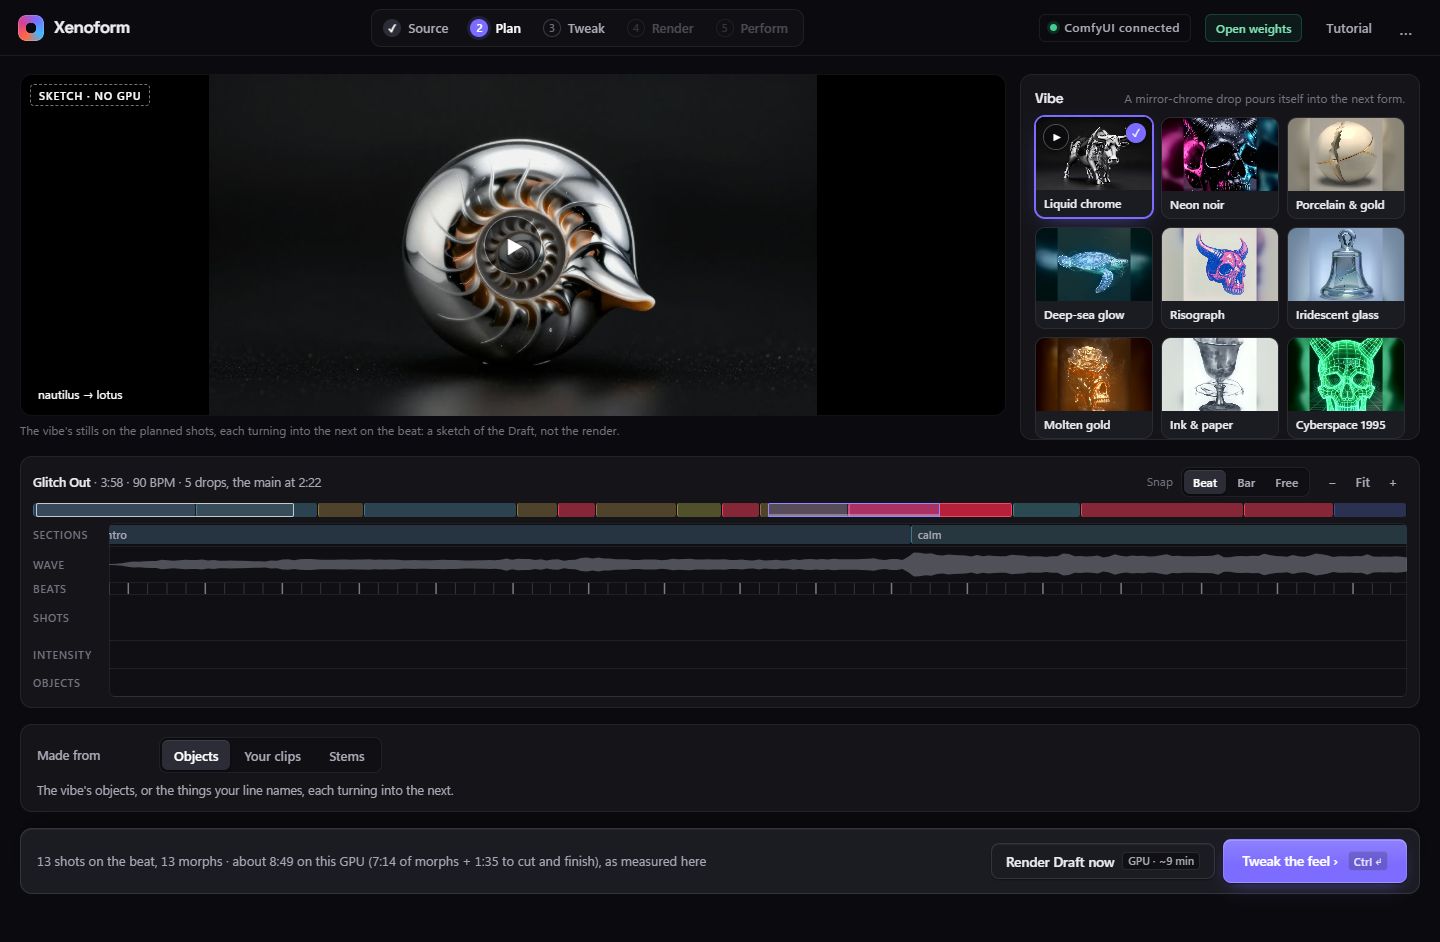 Xenoform
✓ Source 2 Plan 3 Tweak 4 Render 5 Perform
ComfyUI connected
Open weights
Tutorial
...
SKETCH · NO GPU
nautilus → lotus
The vibe's stills on the planned shots, each turning into the next on the beat: a sketch of the Draft, not the render.
Vibe
A mirror-chrome drop pours itself into the next form.
Liquid chrome
Neon noir
Porcelain & gold
Deep-sea glow
Risograph
Iridescent glass
Molten gold
Ink & paper
Cyberspace 1995
Glitch Out · 3:58 · 90 BPM · 5 drops, the main at 2:22
Snap Beat Bar Free − Fit +
SECTIONS
ntro
calm
WAVE
BEATS
SHOTS
INTENSITY
OBJECTS
Made from Objects Your clips Stems
The vibe's objects, or the things your line names, each turning into the next.
13 shots on the beat, 13 morphs · about 8:49 on this GPU (7:14 of morphs + 1:35 to cut and finish), as measured here
Render Draft now GPU · ~9 min
Tweak the feel › Ctrl ↵